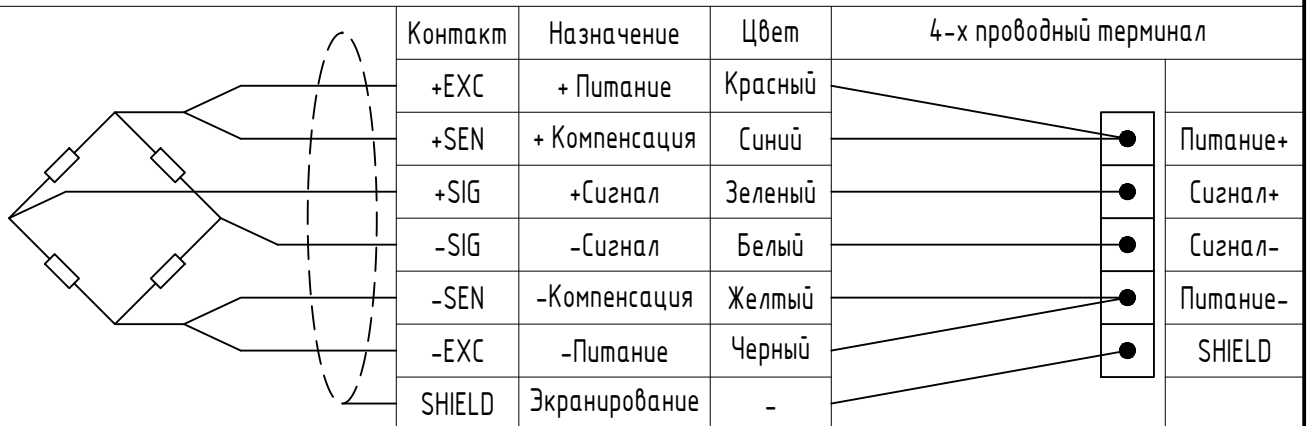 Контакт Назначение Цвет 4-х проводный терминал
+EXC + Питание Красный
+SEN + Компенсация Синий Питание+
+SIG +Сигнал Зеленый Сигнал+
-SIG -Сигнал Белый Сигнал-
-SEN -Компенсация Желтый Питание-
-EXC -Питание Черный SHIELD
SHIELD Экранирование -